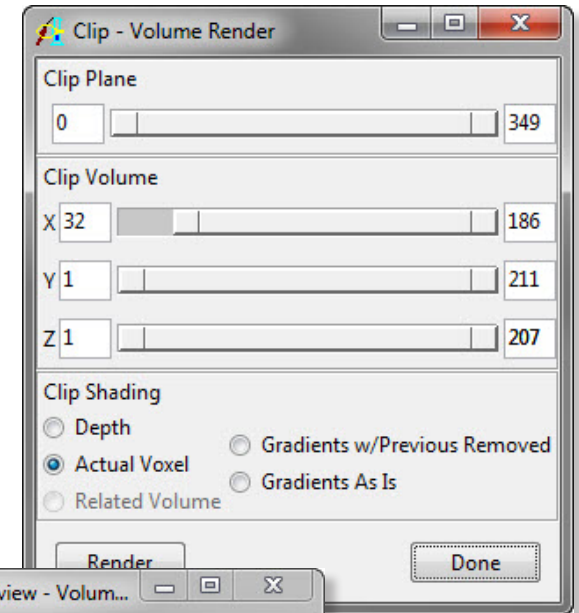 Clip - Volume Render
Clip Plane
0 349
Clip Volume
X 32 186
Y 1 211
Z 1 207
Clip Shading
Depth
Gradients w/Previous Removed
Actual Voxel
Gradients As Is
Related Volume
Render Done
view - Volum...